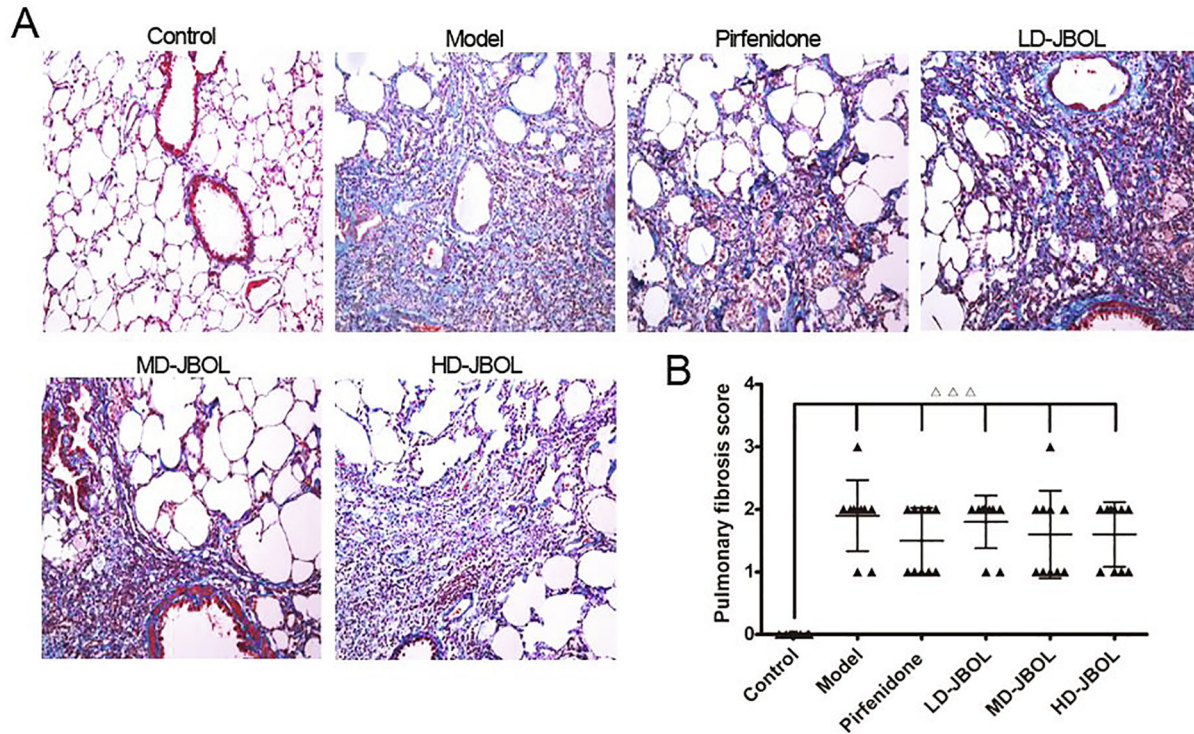 A
Control
Model
Pirfenidone
LD-JBOL
MD-JBOL
HD-JBOL
B
Pulmonary fibrosis score
4
3
2
1
0
△ △ △
Control
Model
Pirfenidone
LD-JBOL
MD-JBOL
HD-JBOL